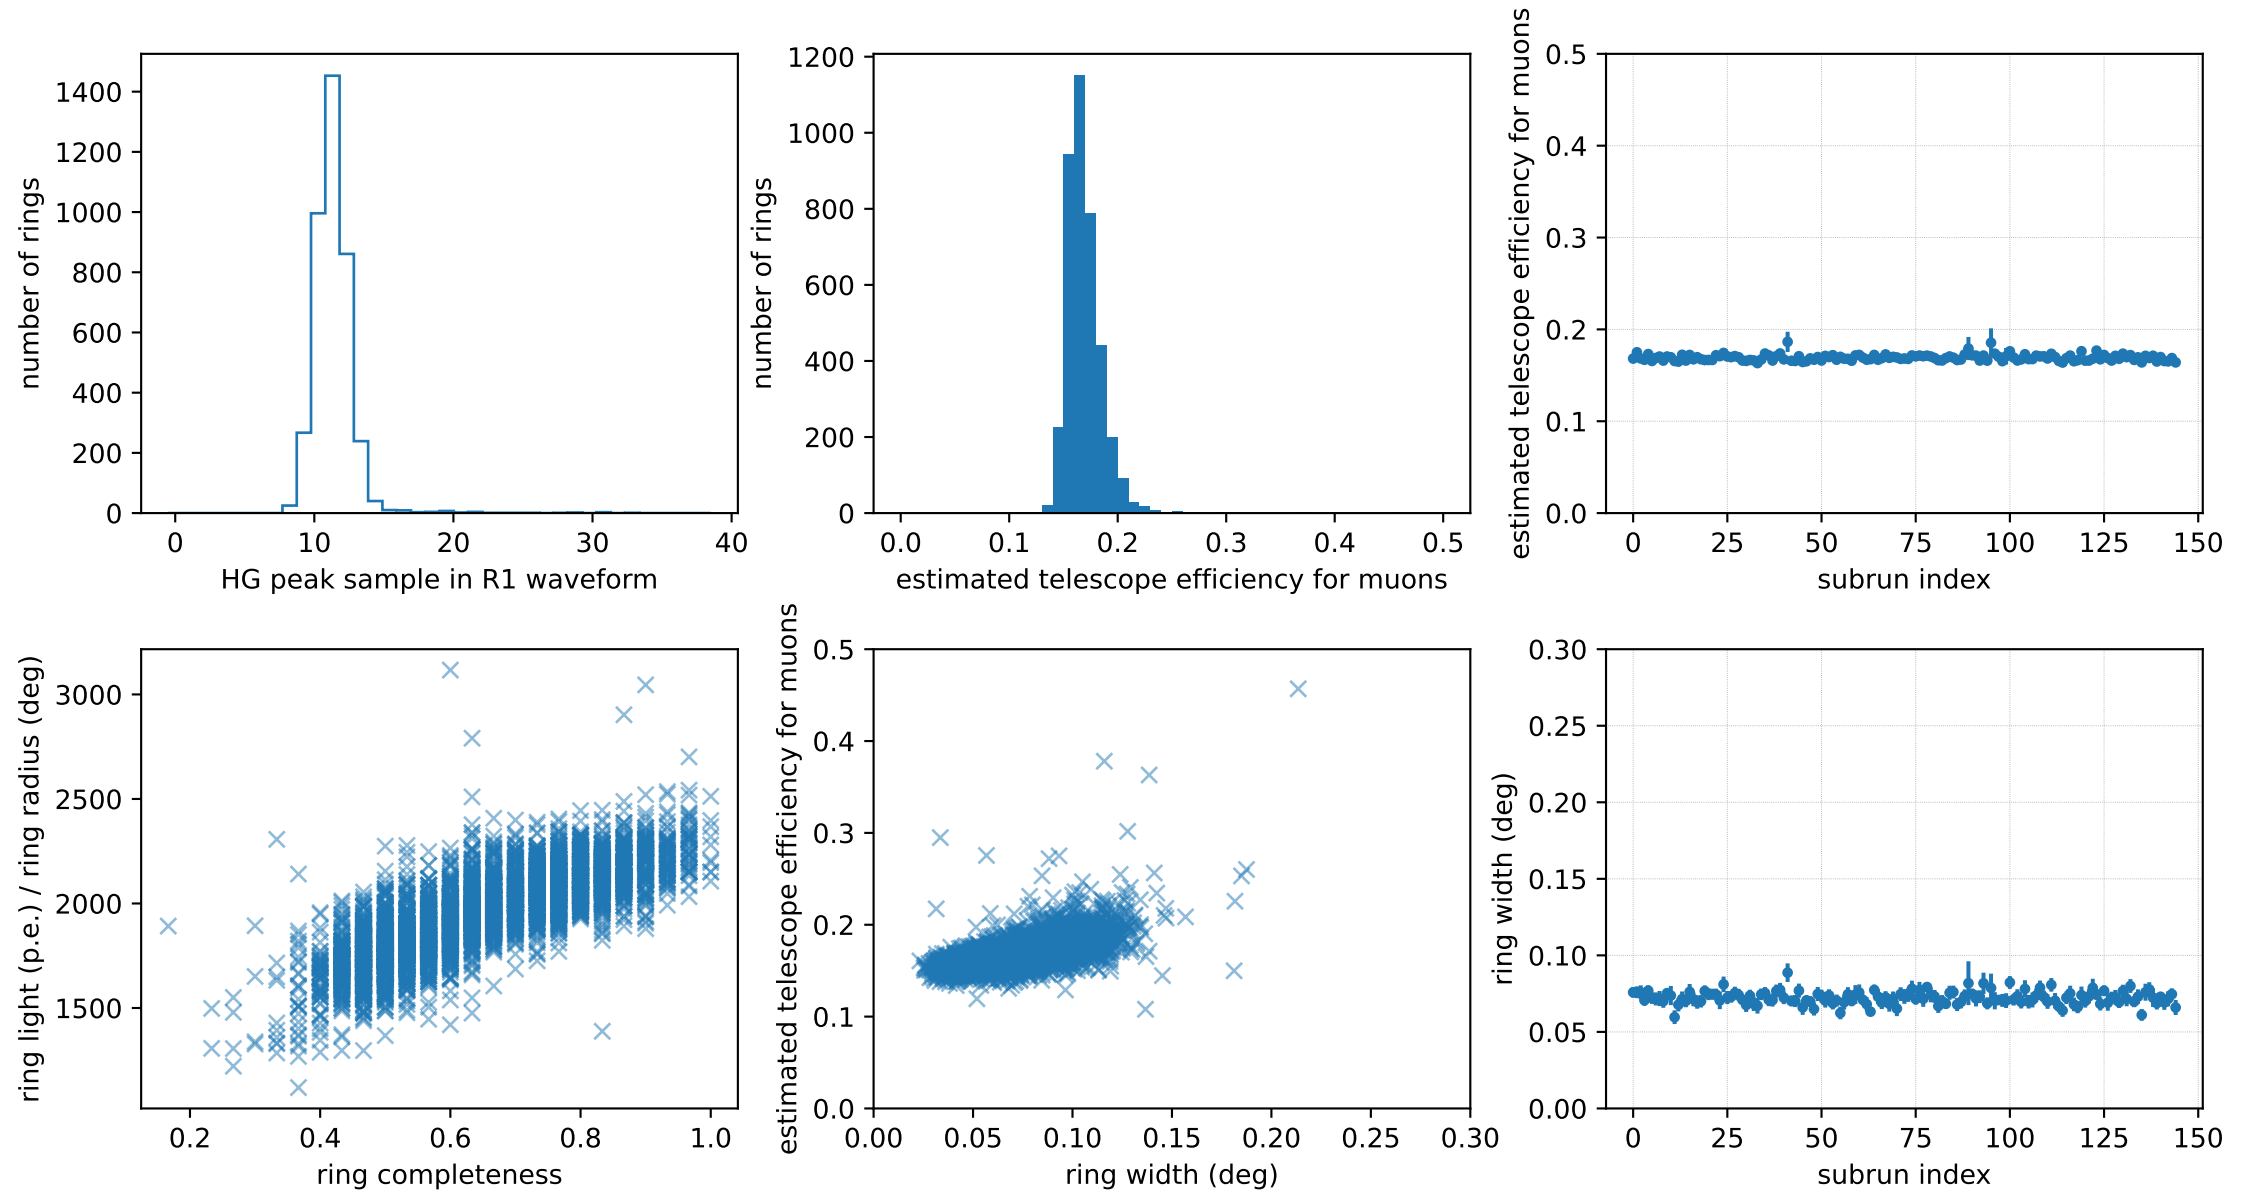 number of rings
1400
1200
1000
800
600
400
200
0
0 10 20 30 40
HG peak sample in R1 waveform
number of rings
1200
1000
800
600
400
200
0
0.0 0.1 0.2 0.3 0.4 0.5
estimated telescope efficiency for muons
estimated telescope efficiency for muons
0.5
0.4
0.3
0.2
0.1
0.0
0 25 50 75 100 125 150
subrun index
ring light (p.e.) / ring radius (deg)
3000
2500
2000
1500
0.2 0.4 0.6 0.8 1.0
ring completeness
estimated telescope efficiency for muons
0.5
0.4
0.3
0.2
0.1
0.0
0.00 0.05 0.10 0.15 0.20 0.25 0.30
ring width (deg)
ring width (deg)
0.30
0.25
0.20
0.15
0.10
0.05
0.00
0 25 50 75 100 125 150
subrun index